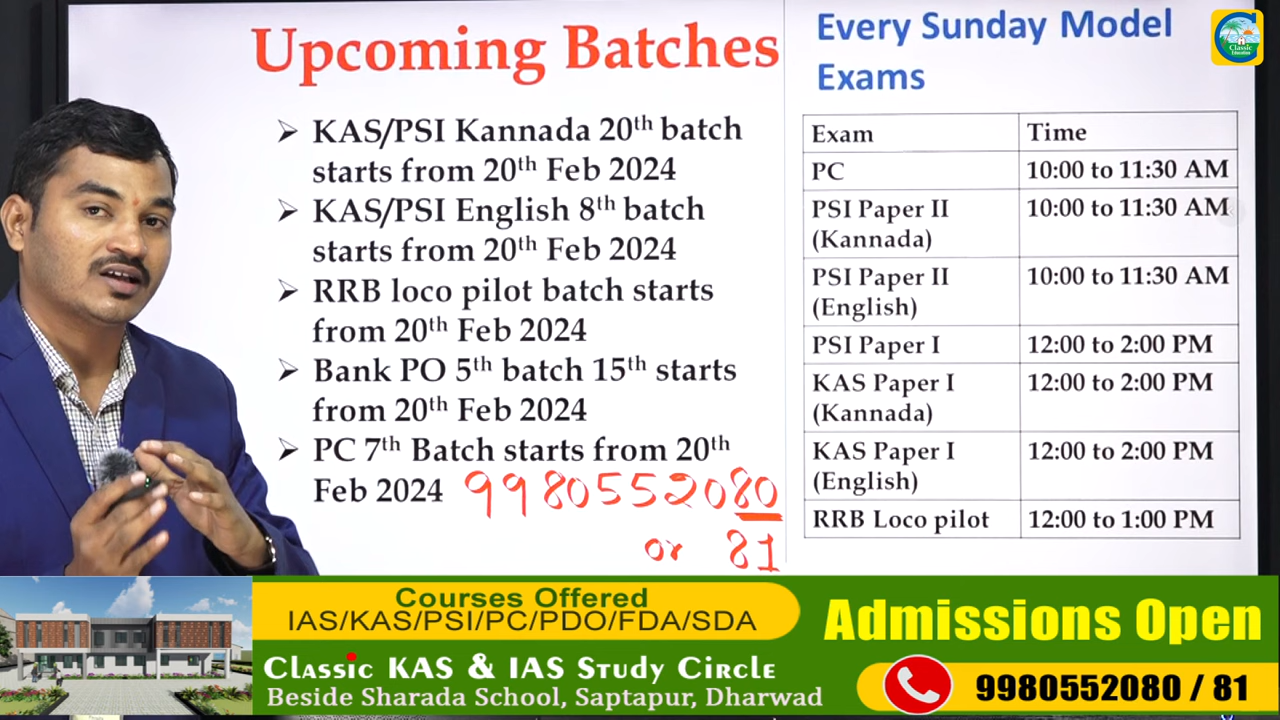 Upcoming Batches
➢ KAS/PSI Kannada 20th batch
starts from 20th Feb 2024
➢ KAS/PSI English 8th batch
starts from 20th Feb 2024
➢ RRB loco pilot batch starts
from 20th Feb 2024
➢ Bank PO 5th batch 15th starts
from 20th Feb 2024
➢ PC 7th Batch starts from 20th
Feb 2024 9980552080
or 81
Every Sunday Model
Exams
Exam Time
PC 10:00 to 11:30 AM
PSI Paper II 10:00 to 11:30 AM
(Kannada)
PSI Paper II 10:00 to 11:30 AM
(English)
PSI Paper I 12:00 to 2:00 PM
KAS Paper I 12:00 to 2:00 PM
(Kannada)
KAS Paper I 12:00 to 2:00 PM
(English)
RRB Loco pilot 12:00 to 1:00 PM
Classic
Education
Courses Offered
IAS/KAS/PSI/PC/PDO/FDA/SDA
Classic KAS & IAS Study Circle
Beside Sharada School, Saptapur, Dharwad
Admissions Open
9980552080 / 81